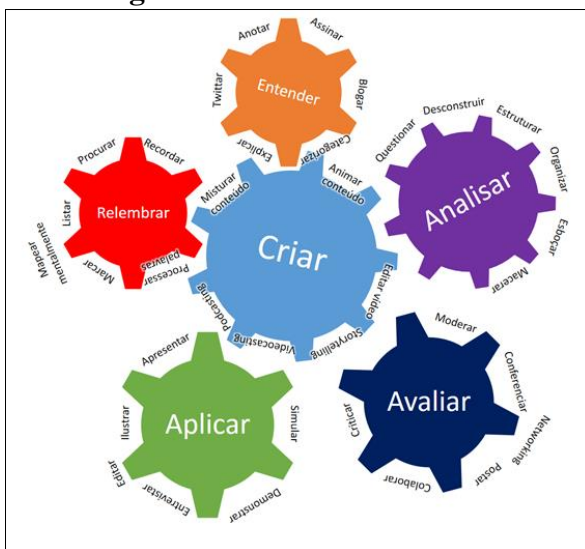 Entender
Anotar
Assinar
Blogar
Categorizar
Explicar
Twittar
Analisar
Questionar
Desconstruir
Estruturar
Organizar
Esboçar
Macerar
Relembrar
Procurar
Recordar
Listar
Mapear
mentalmente
Marcar
Processar
palavras
Criar
Misturar
conteúdo
Animar
conteúdo
Editar vídeo
Storytelling
Videocasting
Podcasting
Aplicar
Apresentar
Ilustrar
Editar
Entrevistar
Demonstrar
Simular
Avaliar
Moderar
Conferenciar
Networking
Postar
Colaborar
Criticar